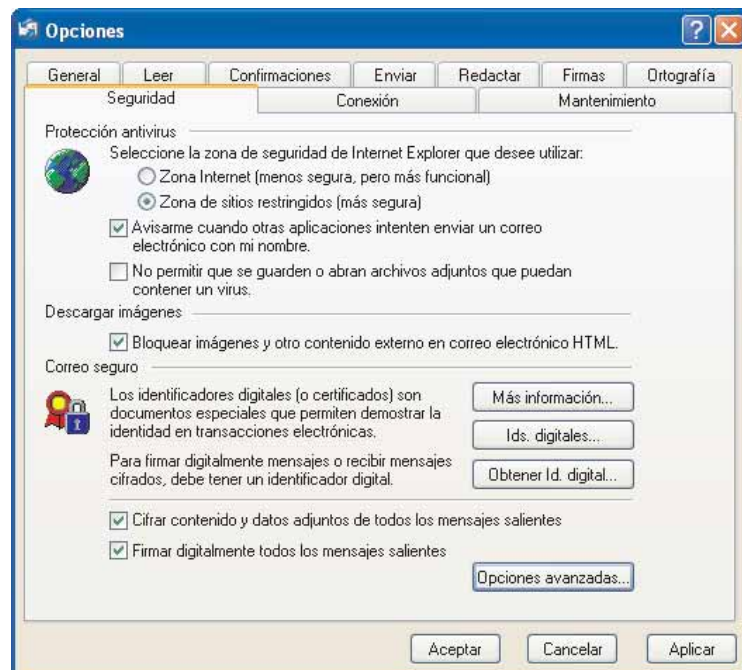 Opciones
General Leer Confirmaciones Enviar Redactar Firmas Ortografía
Seguridad Conexión Mantenimiento
Protección antivirus
Seleccione la zona de seguridad de Internet Explorer que desee utilizar:
Zona Internet (menos segura, pero más funcional)
Zona de sitios restringidos (más segura)
Avisarme cuando otras aplicaciones intenten enviar un correo
electrónico con mi nombre.
No permitir que se guarden o abran archivos adjuntos que puedan
contener un virus.
Descargar imágenes
Bloquear imágenes y otro contenido externo en correo electrónico HTML.
Correo seguro
Los identificadores digitales (o certificados) son
documentos especiales que permiten demostrar la
identidad en transacciones electrónicas.
Más información...
Ids. digitales...
Para firmar digitalmente mensajes o recibir mensajes
cifrados, debe tener un identificador digital.
Obtener Id. digital...
Cifrar contenido y datos adjuntos de todos los mensajes salientes
Firmar digitalmente todos los mensajes salientes
Opciones avanzadas...
Aceptar Cancelar Aplicar